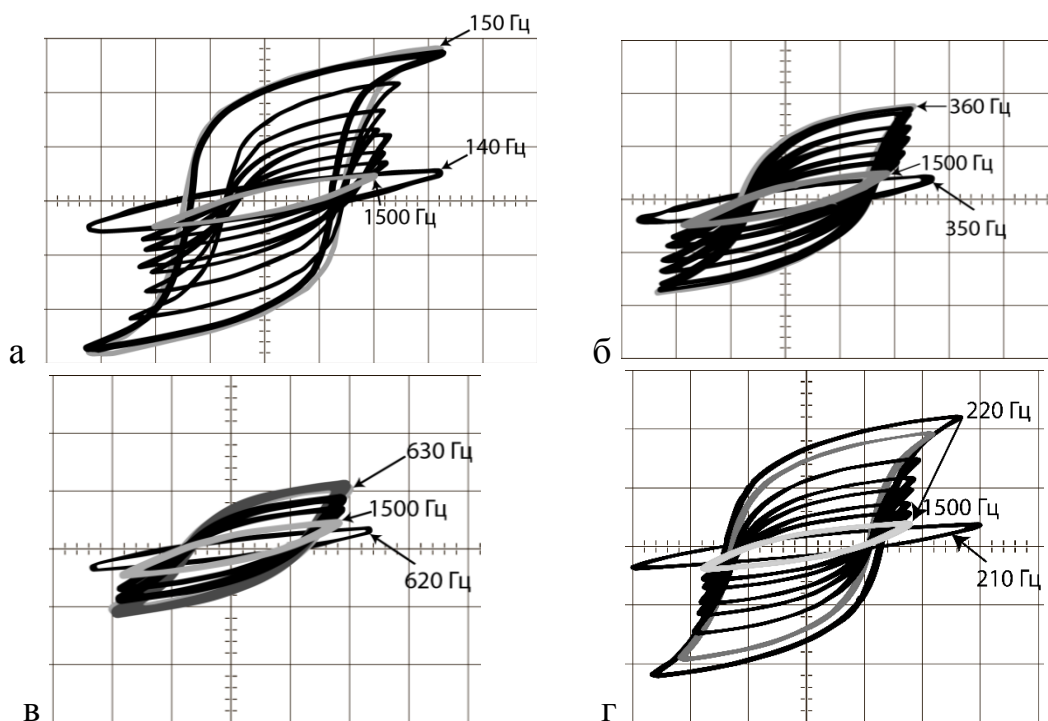 150 Гц
140 Гц
1500 Гц
а
360 Гц
1500 Гц
350 Гц
б
630 Гц
1500 Гц
620 Гц
в
220 Гц
1500 Гц
210 Гц
г